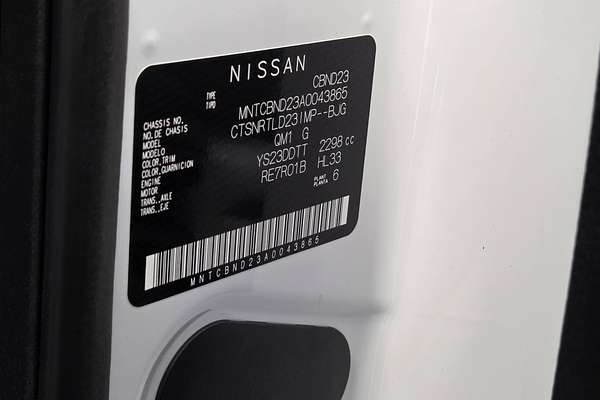 NISSAN
TYPE CBND23
TIPO
CHASSIS NO. MNTCBND23A0043865
NO. DE CHASIS
MODEL CTSNRTLD23IMP--BJG
MODELO
COLOR, TRIM QM1 G
COLOR, GUARNICION
ENGINE YS23DDTT 2298 cc
MOTOR
TRANS., AXLE RE7R01B HL33
TRANS., EJE
PLANT 6
PLANTA
MNTCBND23A0043865